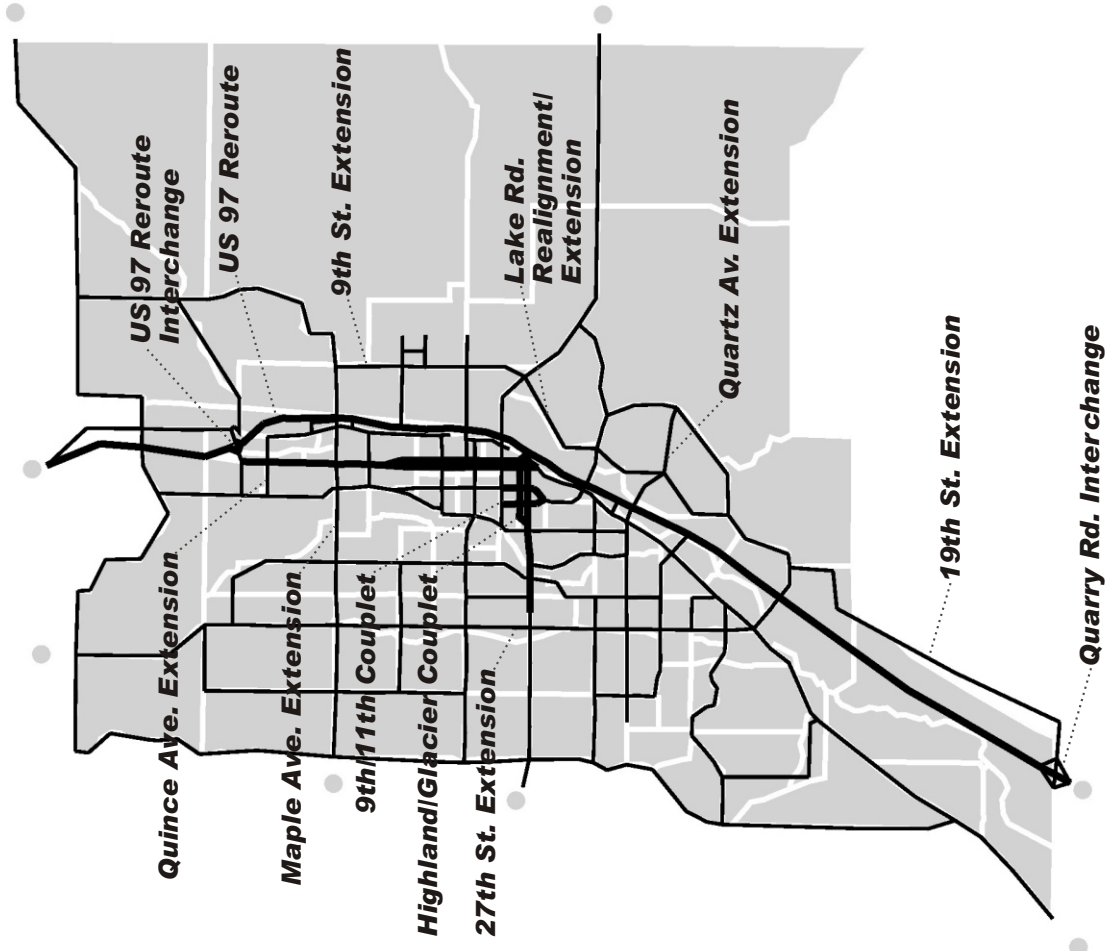 US 97 Reroute
Interchange
US 97 Reroute
9th St. Extension
Lake Rd.
Realignment/
Extension
Quartz Av. Extension
19th St. Extension
Quarry Rd. Interchange
Quince Ave. Extension
Maple Ave. Extension
9th/11th Couplet
Highland/Glacier Couplet
27th St. Extension